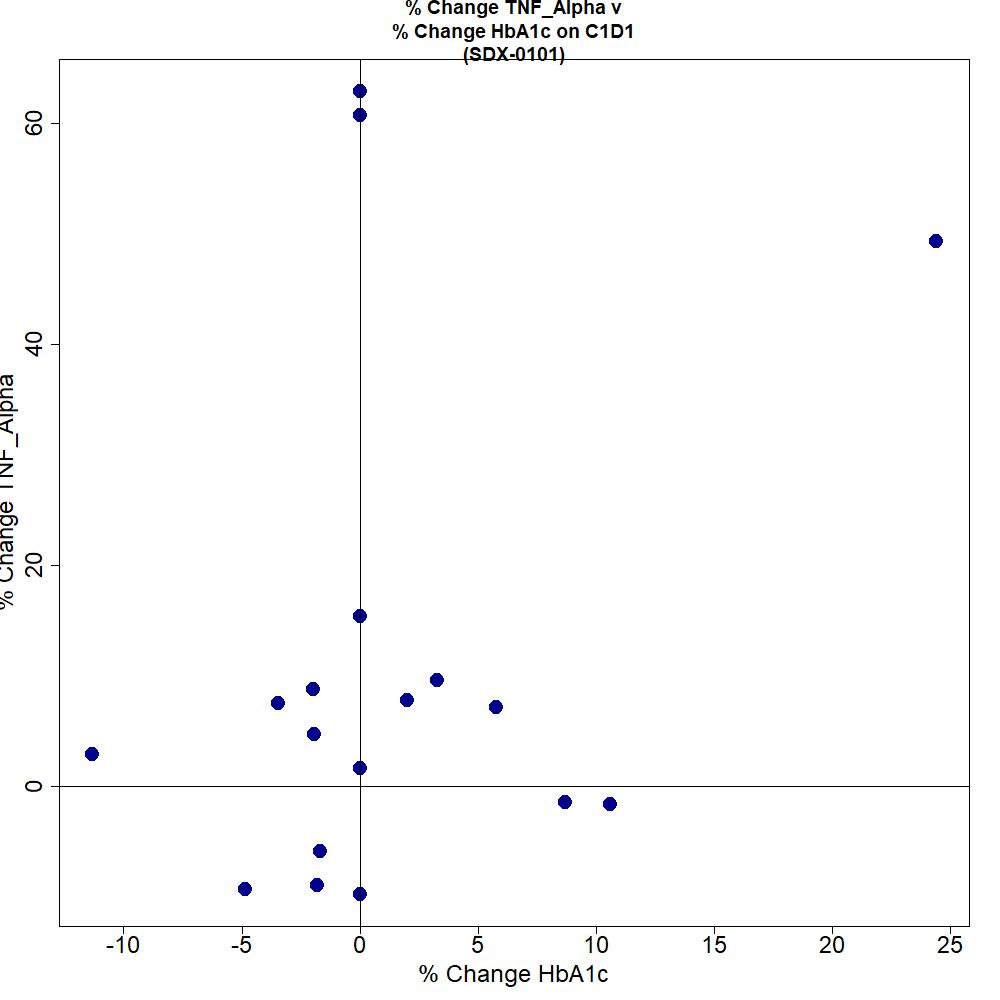 % Change TNF_Alpha v
% Change HbA1c on C1D1
(SDX-0101)
% Change TNF_Alpha
60
40
20
0
-10 -5 0 5 10 15 20 25
% Change HbA1c